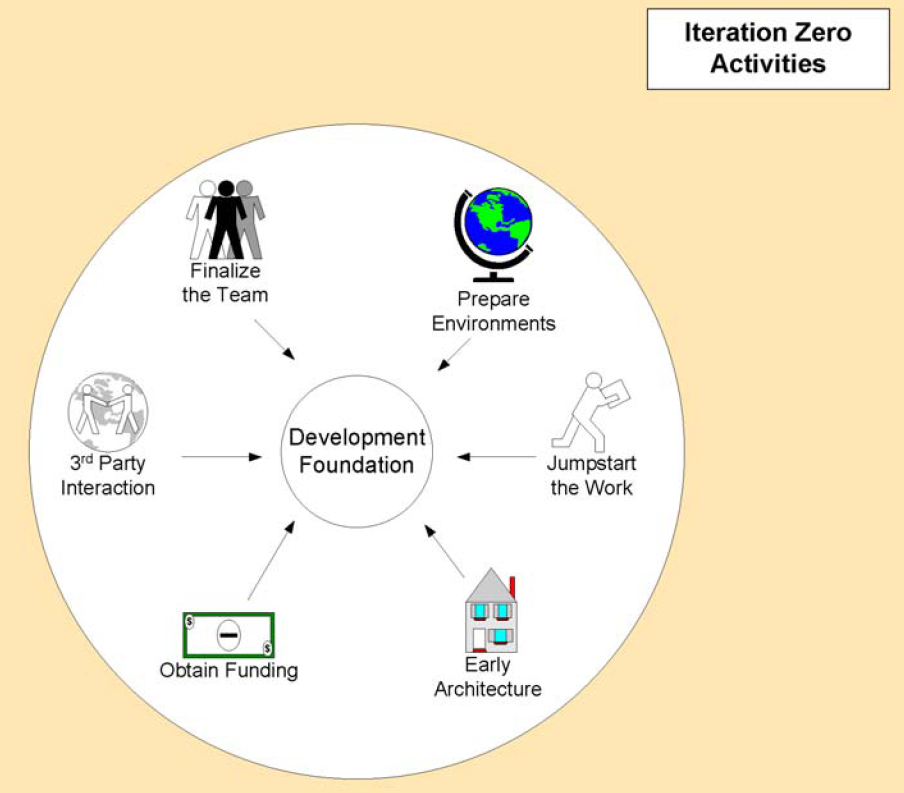 Iteration Zero
Activities
Finalize
the Team
Prepare
Environments
3rd Party
Interaction
Development
Foundation
Jumpstart
the Work
$
$
Obtain Funding
Early
Architecture